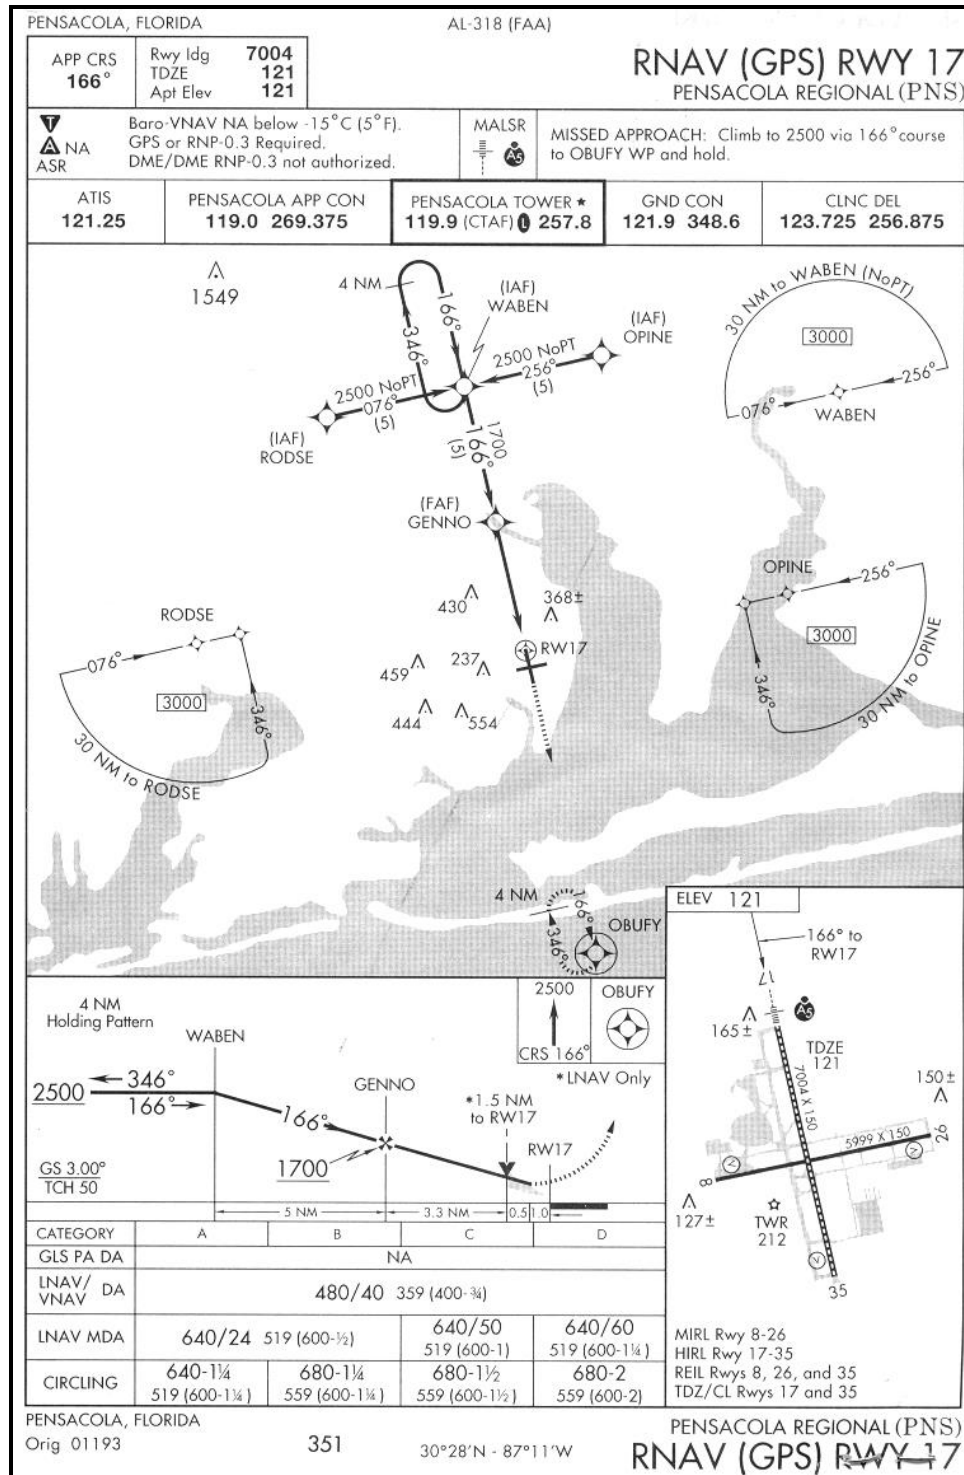 PENSACOLA, FLORIDA
AL-318 (FAA)
APP CRS
166°
Rwy ldg 7004
TDZE 121
Apt Elev 121
RNAV (GPS) RWY 17
PENSACOLA REGIONAL (PNS)
T
A NA
ASR
Baro-VNAV NA below -15°C (5°F).
GPS or RNP-0.3 Required.
DME/DME RNP-0.3 not authorized.
MALSR
A5
MISSED APPROACH: Climb to 2500 via 166° course
to OBUFY WP and hold.
ATIS
121.25
PENSACOLA APP CON
119.0 269.375
PENSACOLA TOWER ★
119.9 (CTAF) L 257.8
GND CON
121.9 348.6
CLNC DEL
123.725 256.875
1549
4 NM
166°
346°
(IAF)
WABEN
(IAF)
OPINE
2500 NoPT
256°
(5)
2500 NoPT
076°
(5)
(IAF)
RODSE
1700
166°
(5)
(FAF)
GENNO
30 NM to WABEN (NoPT)
3000
256°
076°
WABEN
430
368±
RW17
459
237
444
554
RODSE
076°
3000
346°
30 NM to RODSE
OPINE
256°
3000
346°
30 NM to OPINE
4 NM
166°
346°
OBUFY
ELEV 121
166° to
RW17
17
A5
165±
TDZE
121
7004 X 150
150±
5999 X 150
26
8
V
V
127±
TWR
212
V
35
MIRL Rwy 8-26
HIRL Rwy 17-35
REIL Rwys 8, 26, and 35
TDZ/CL Rwys 17 and 35
4 NM
Holding Pattern
WABEN
2500
CRS 166°
OBUFY
*LNAV Only
2500
346°
166°
166°
GENNO
1700
*1.5 NM
to RW17
RW17
GS 3.00°
TCH 50
5 NM
3.3 NM
0.5
1.0
CATEGORY A B C D
GLS PA DA NA
LNAV/
VNAV DA 480/40 359 (400-¾)
LNAV MDA 640/24 519 (600-½)
640/50
519 (600-1)
640/60
519 (600-1¼)
CIRCLING
640-1¼
519 (600-1¼)
680-1¼
559 (600-1¼)
680-1½
559 (600-1½)
680-2
559 (600-2)
PENSACOLA, FLORIDA
Orig 01193
351
30°28'N - 87°11'W
PENSACOLA REGIONAL (PNS)
RNAV (GPS) RWY 17